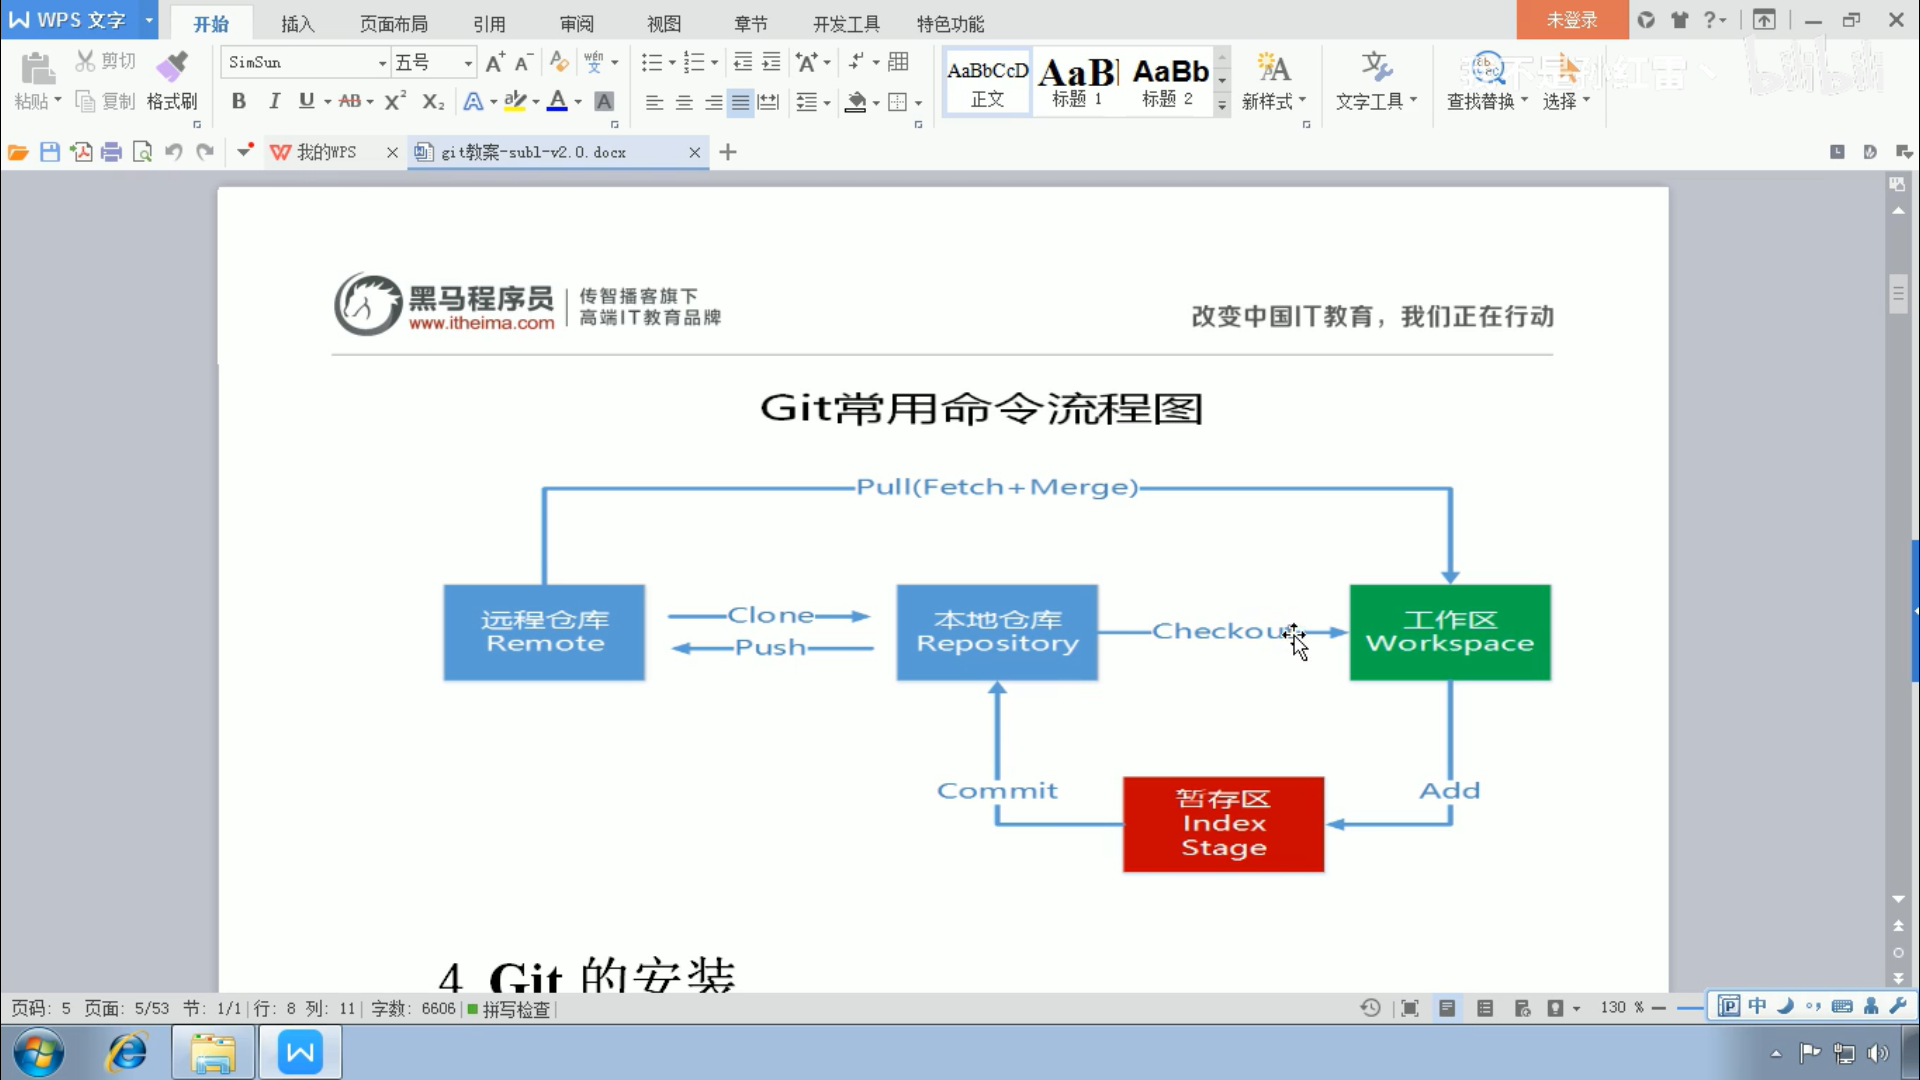 WPS 文字
开始
插入
页面布局
引用
审阅
视图
章节
开发工具
特色功能
未登录
粘贴
剪切
复制
格式刷
SimSun
五号
AaBbCcD
正文
标题 1
AaBb
标题 2
新样式
文字工具
查找替换
选择
bilibili
我的WPS
git教案-subl-v2.0.docx
黑马程序员
www.itheima.com
传智播客旗下
高端IT教育品牌
改变中国IT教育，我们正在行动
Git常用命令流程图
Pull(Fetch+Merge)
远程仓库
Remote
Clone
Push
本地仓库
Repository
工作区
Workspace
Commit
暂存区
Index
Stage
Add
4 Git 的安装
页码: 5 页面: 5/53 节: 1/1 行: 8 列: 11 字数: 6606 拼写检查
130 %
中